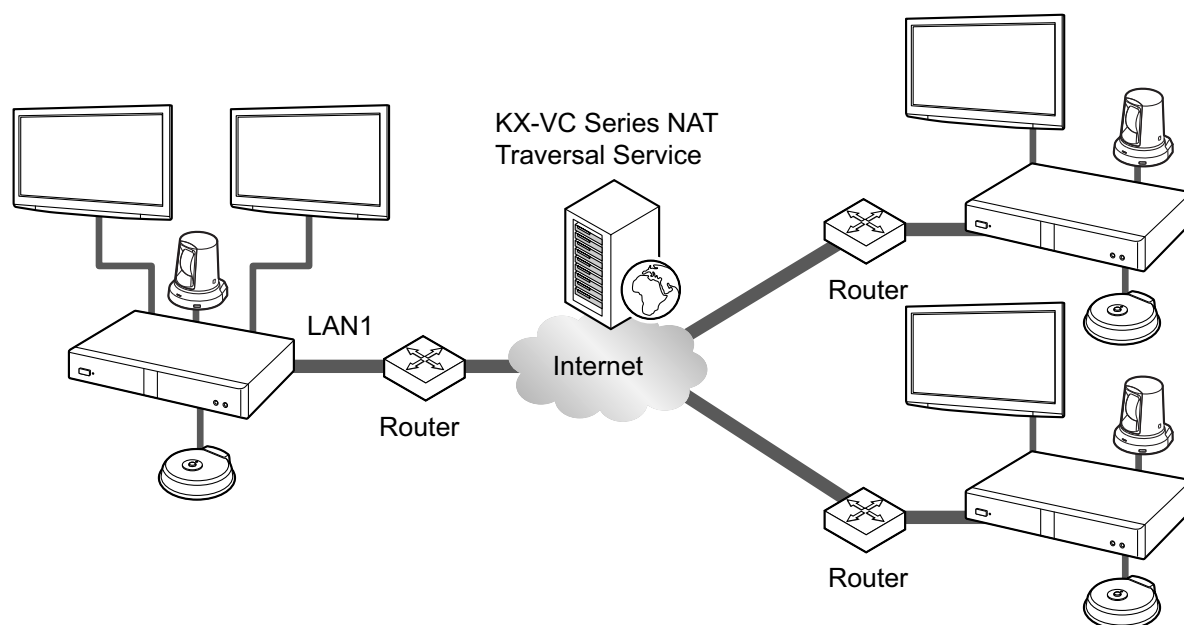 KX-VC Series NAT
Traversal Service
LAN1
Internet
Router
Router
Router